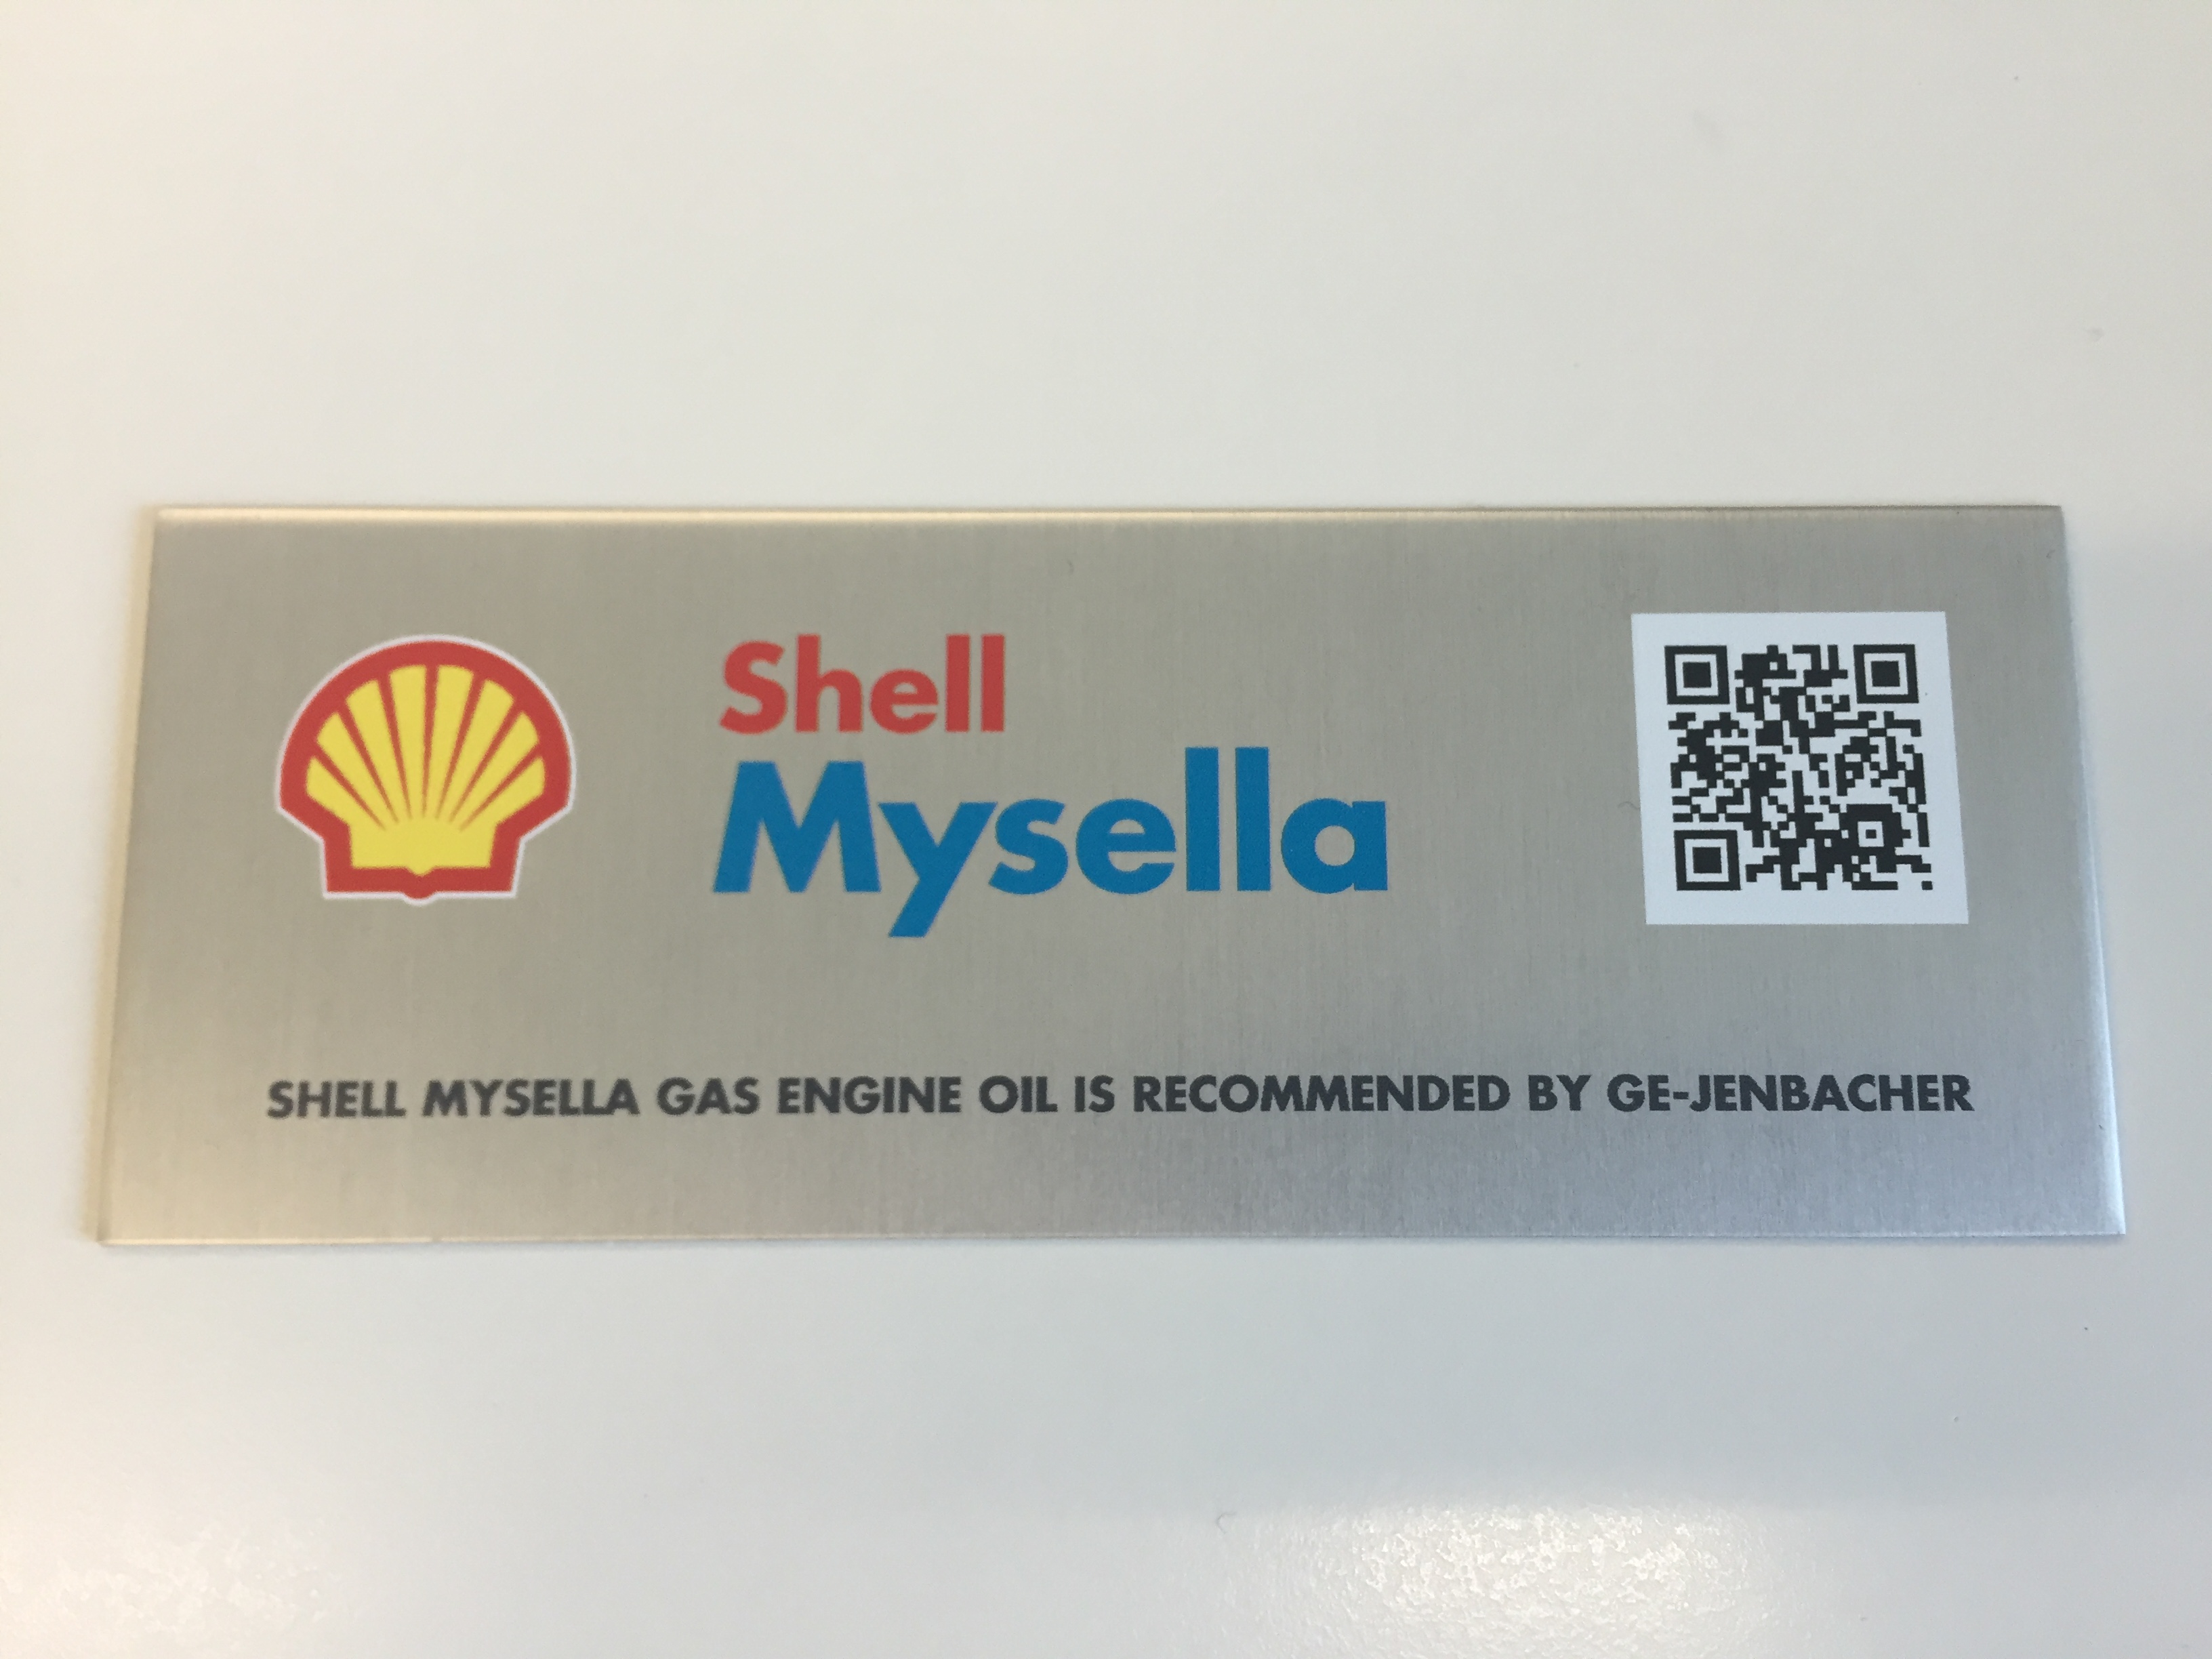 Shell
Mysella
SHELL MYSELLA GAS ENGINE OIL IS RECOMMENDED BY GE-JENBACHER